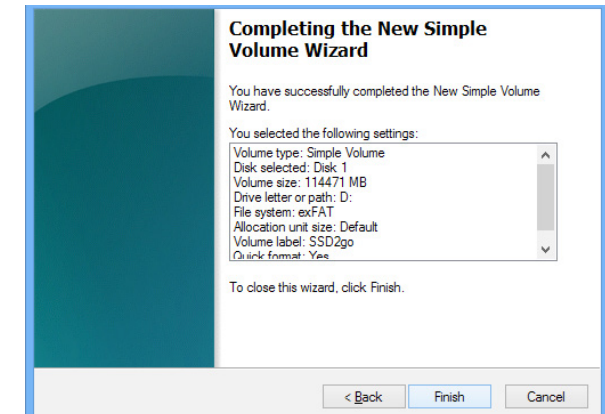 Completing the New Simple
Volume Wizard
You have successfully completed the New Simple Volume
Wizard.
You selected the following settings:
Volume type: Simple Volume
Disk selected: Disk 1
Volume size: 114471 MB
Drive letter or path: D:
File system: exFAT
Allocation unit size: Default
Volume label: SSD2go
Quick format: Yes
To close this wizard, click Finish.
< Back Finish Cancel